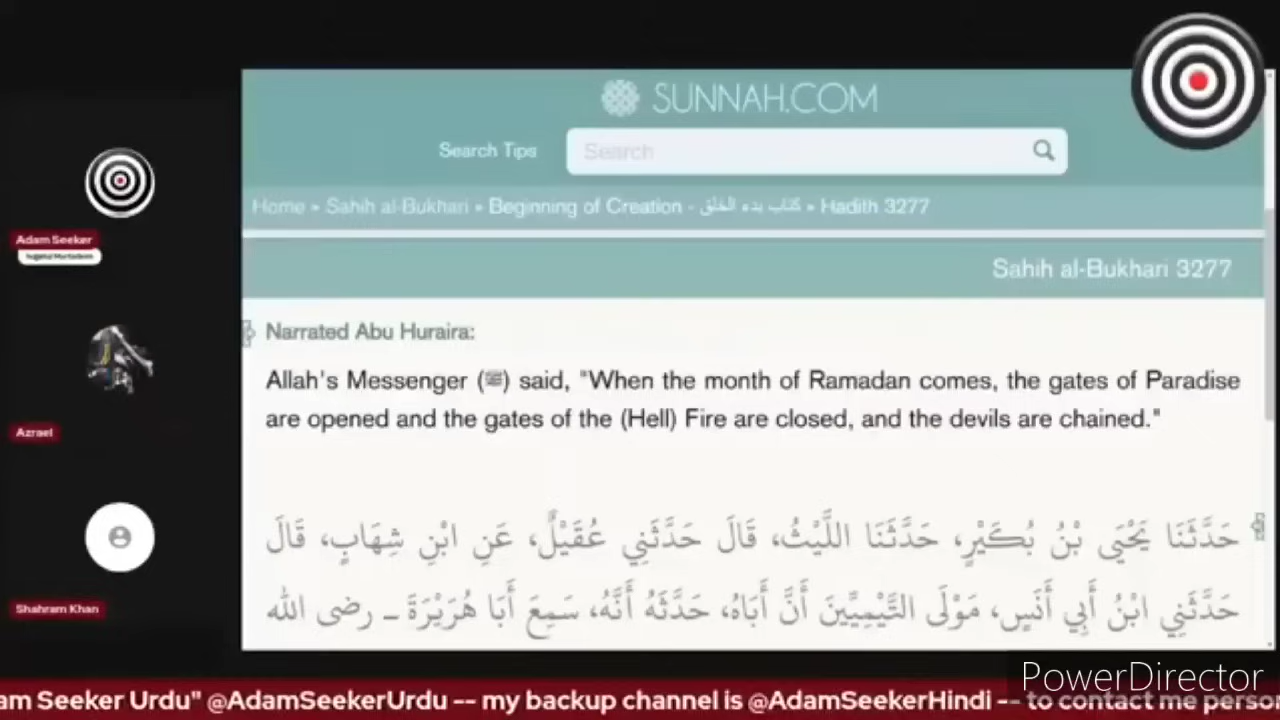 SUNNAH.COM
Search Tips
Search
Home » Sahih al-Bukhari » Beginning of Creation - كتاب بدء الخلق » Hadith 3277
Sahih al-Bukhari 3277
Adam Seeker
Narrated Abu Huraira:
Allah's Messenger (ﷺ) said, "When the month of Ramadan comes, the gates of Paradise
are opened and the gates of the (Hell) Fire are closed, and the devils are chained."
Azrael
حَدَّثَنَا يَحْيَى بْنُ بُكَيْرٍ، حَدَّثَنَا اللَّيْثُ، قَالَ حَدَّثَنِي عُقَيْلٌ، عَنِ ابْنِ شِهَابٍ، قَالَ
حَدَّثَنِي ابْنُ أَبِي أَنَسٍ، مَوْلَى التَّيْمِيِّينَ أَنَّ أَبَاهُ، حَدَّثَهُ أَنَّهُ، سَمِعَ أَبَا هُرَيْرَةَ ـ رضى الله
Shahram Khan
PowerDirector
am Seeker Urdu" @AdamSeekerUrdu -- my backup channel is @AdamSeekerHindi -- to contact me perso